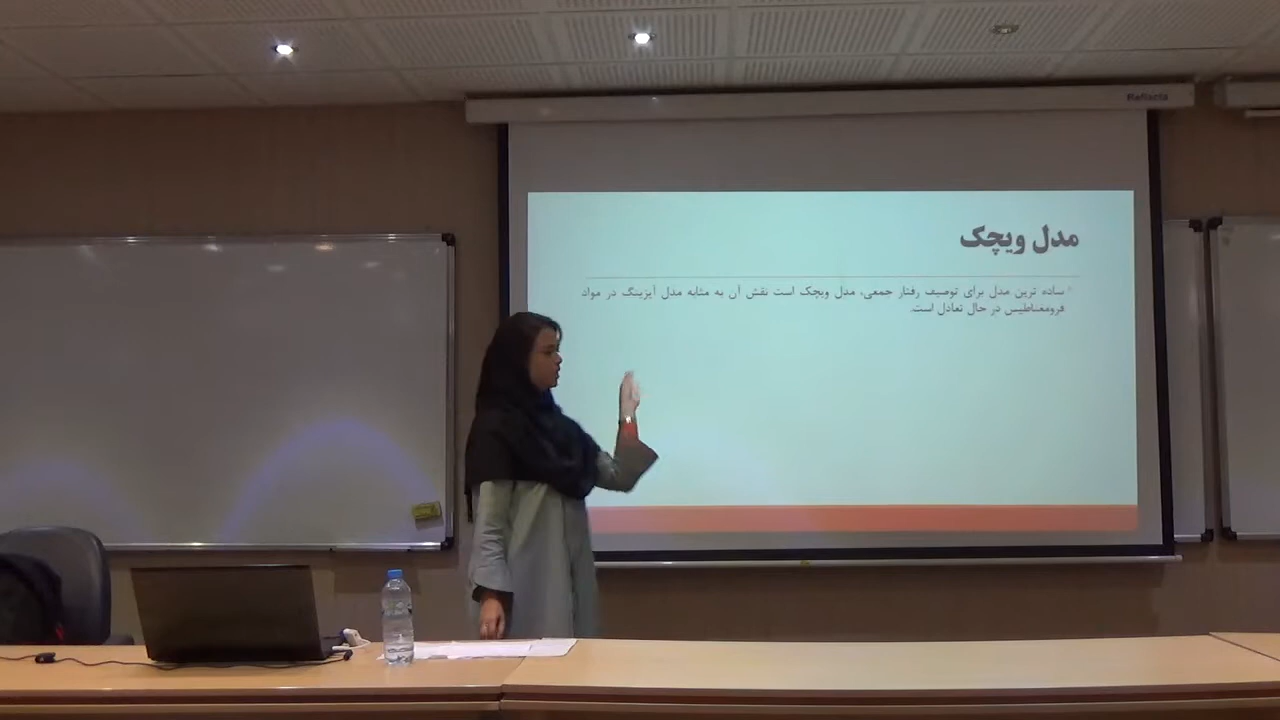 Reflecta
مدل ویچک
ساده ترین مدل برای توصیف رفتار جمعی، مدل ویچک است نقش آن به مثابه مدل آیزینگ در مواد
فرومغناطیس در حال تعادل است.